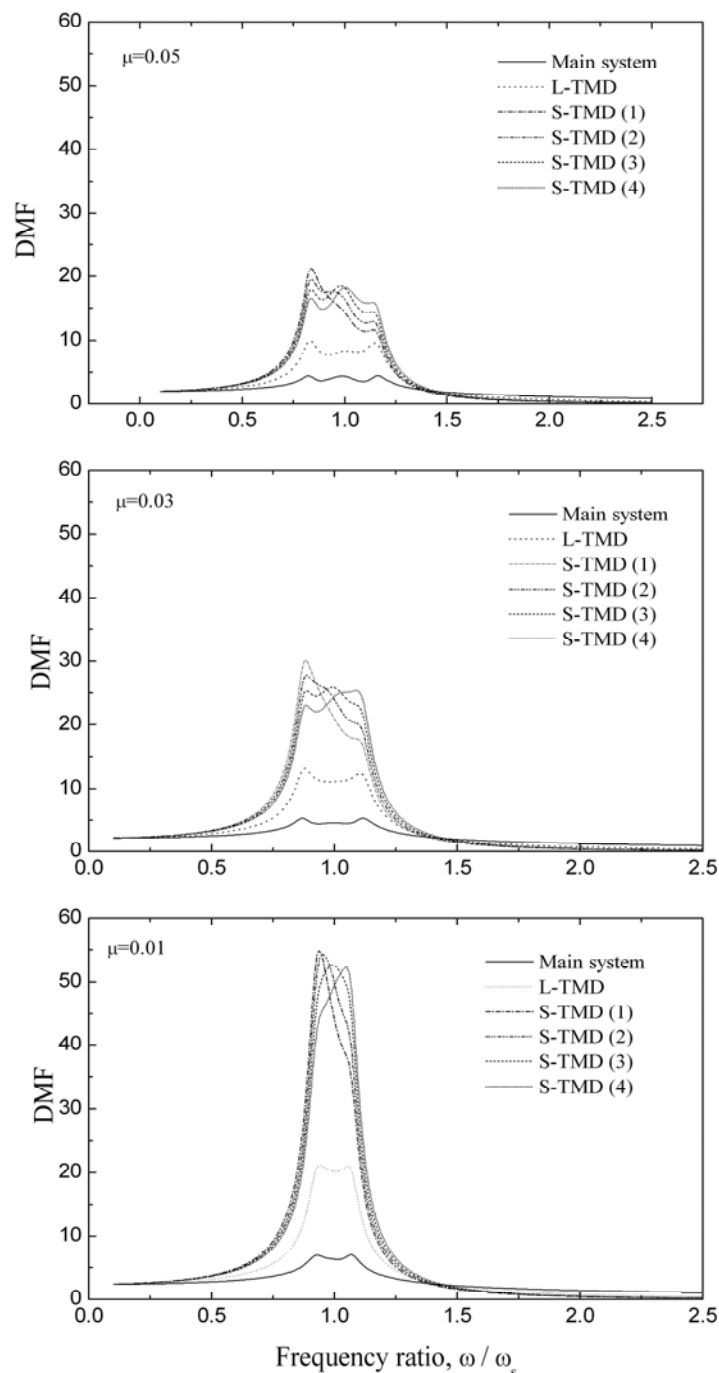 60
μ=0.05
Main system
50
L-TMD
S-TMD (1)
40
S-TMD (2)
S-TMD (3)
S-TMD (4)
30
DMF
20
10
0
0.0 0.5 1.0 1.5 2.0 2.5
60
μ=0.03
Main system
50
L-TMD
S-TMD (1)
40
S-TMD (2)
S-TMD (3)
S-TMD (4)
30
DMF
20
10
0
0.0 0.5 1.0 1.5 2.0 2.5
60
μ=0.01
Main system
50
L-TMD
S-TMD (1)
40
S-TMD (2)
S-TMD (3)
S-TMD (4)
30
DMF
20
10
0
0.0 0.5 1.0 1.5 2.0 2.5
Frequency ratio, ω / ωs